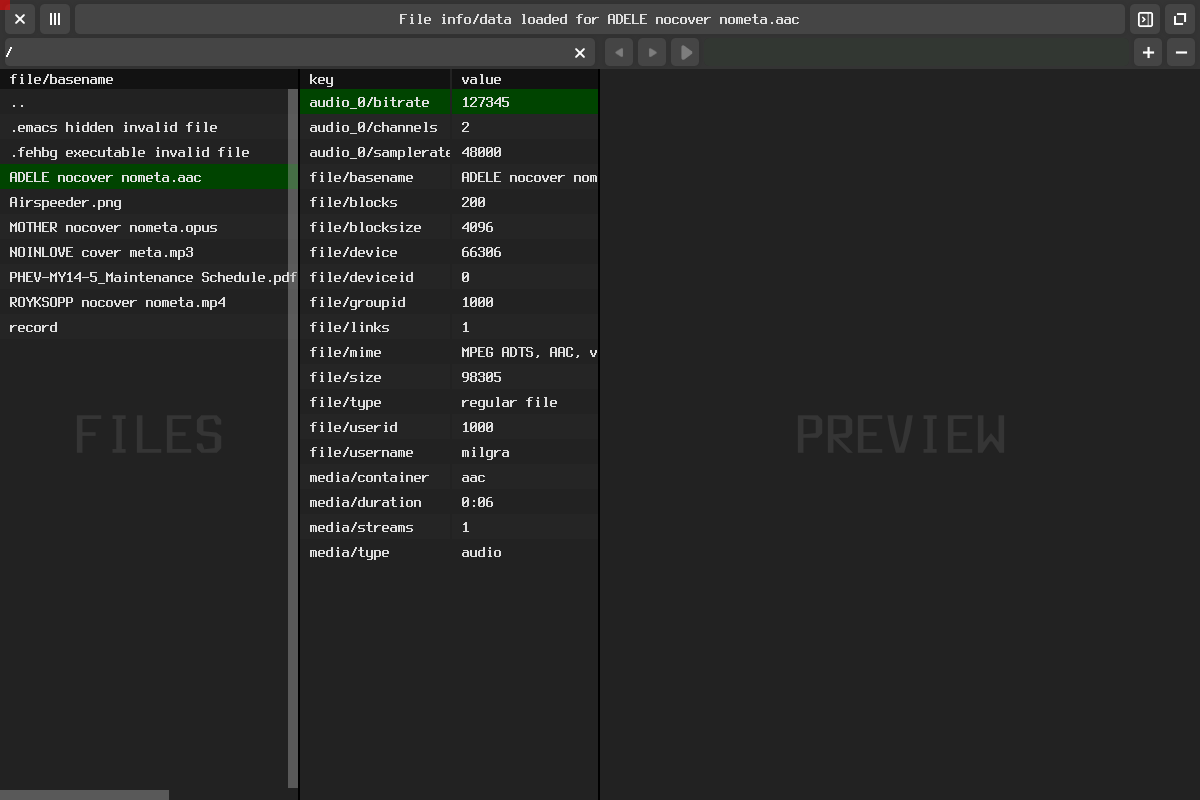 File info/data loaded for ADELE nocover nometa.aac
/
file/basename
..
.emacs hidden invalid file
.fehbg executable invalid file
ADELE nocover nometa.aac
Airspeeder.png
MOTHER nocover nometa.opus
NOINLOVE cover meta.mp3
PHEV-MY14-5_Maintenance Schedule.pdf
ROYKSOPP nocover nometa.mp4
record
FILES
key value
audio_0/bitrate 127345
audio_0/channels 2
audio_0/samplerate 48000
file/basename ADELE nocover nom
file/blocks 200
file/blocksize 4096
file/device 66306
file/deviceid 0
file/groupid 1000
file/links 1
file/mime MPEG ADTS, AAC, v
file/size 98305
file/type regular file
file/userid 1000
file/username milgra
media/container aac
media/duration 0:06
media/streams 1
media/type audio
PREVIEW